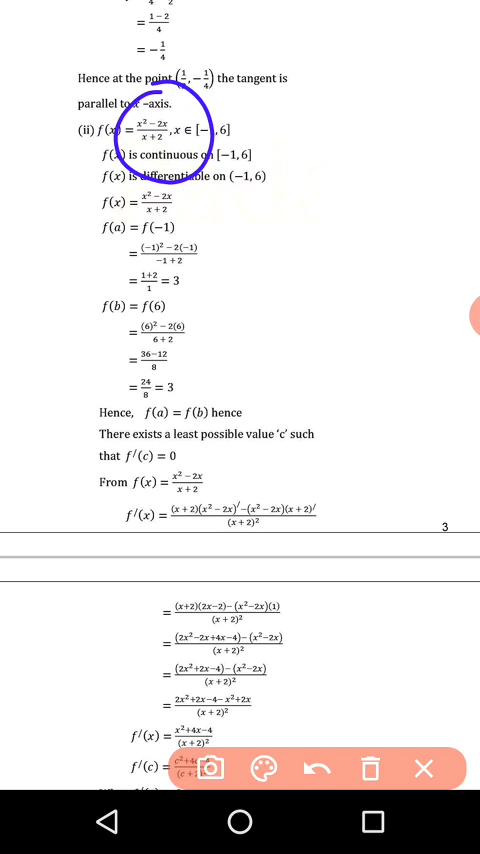 = (1 − 2)/4
= −1/4
Hence at the point (1/2, −1/4) the tangent is
parallel to x –axis.
(ii) f(x) = (x² − 2x)/(x + 2), x ∈ [−1, 6]
f(x) is continuous on [−1, 6]
f(x) is differentiable on (−1, 6)
f(x) = (x² − 2x)/(x + 2)
f(a) = f(−1)
= ((−1)² − 2(−1))/(−1 + 2)
= (1+2)/1 = 3
f(b) = f(6)
= ((6)² − 2(6))/(6 + 2)
= (36−12)/8
= 24/8 = 3
Hence, f(a) = f(b) hence
There exists a least possible value ‘c’ such
that f/(c) = 0
From f(x) = (x² − 2x)/(x + 2)
f/(x) = ((x + 2)(x² − 2x)/ −(x² − 2x)(x + 2)/)/(x + 2)²
3
= ((x+2)(2x−2)− (x²−2x)(1))/(x + 2)²
= ((2x²−2x+4x−4)− (x²−2x))/(x + 2)²
= ((2x²+2x−4)− (x²−2x))/(x + 2)²
= (2x²+2x−4− x²+2x)/(x + 2)²
f/(x) = (x²+4x−4)/(x + 2)²
f/(c) =